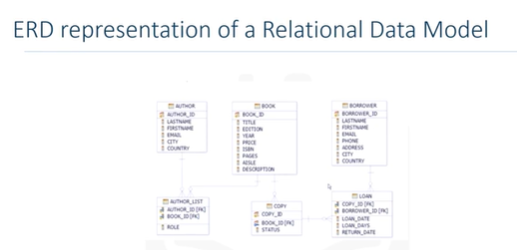 ERD representation of a Relational Data Model
AUTHOR
AUTHOR_ID
LASTNAME
FIRSTNAME
EMAIL
CITY
COUNTRY
BOOK
BOOK_ID
TITLE
EDITION
YEAR
PRICE
ISBN
PAGES
AISLE
DESCRIPTION
BORROWER
BORROWER_ID
LASTNAME
FIRSTNAME
EMAIL
PHONE
ADDRESS
CITY
COUNTRY
AUTHOR_LIST
AUTHOR_ID [FK]
BOOK_ID [FK]
ROLE
COPY
COPY_ID
BOOK_ID [FK]
STATUS
LOAN
COPY_ID [FK]
BORROWER_ID [FK]
LOAN_DATE
LOAN_DAYS
RETURN_DATE